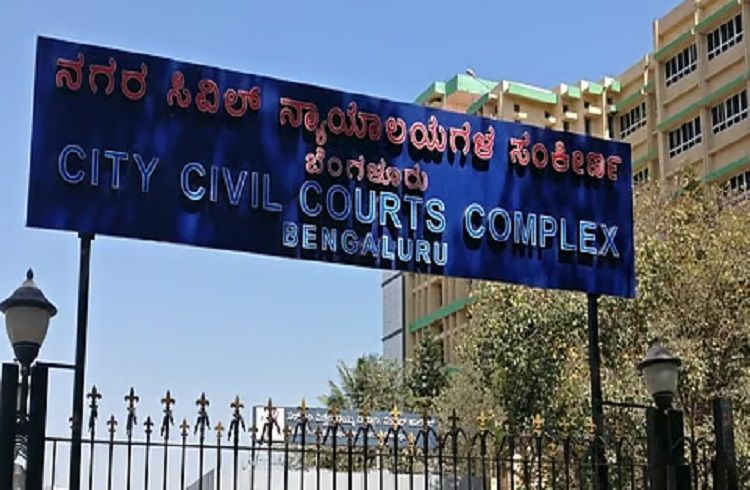 ನಗರ ಸಿವಿಲ್ ನ್ಯಾಯಾಲಯಗಳ ಸಂಕೀರ್ಣ
ಬೆಂಗಳೂರು
CITY CIVIL COURTS COMPLEX
BENGALURU